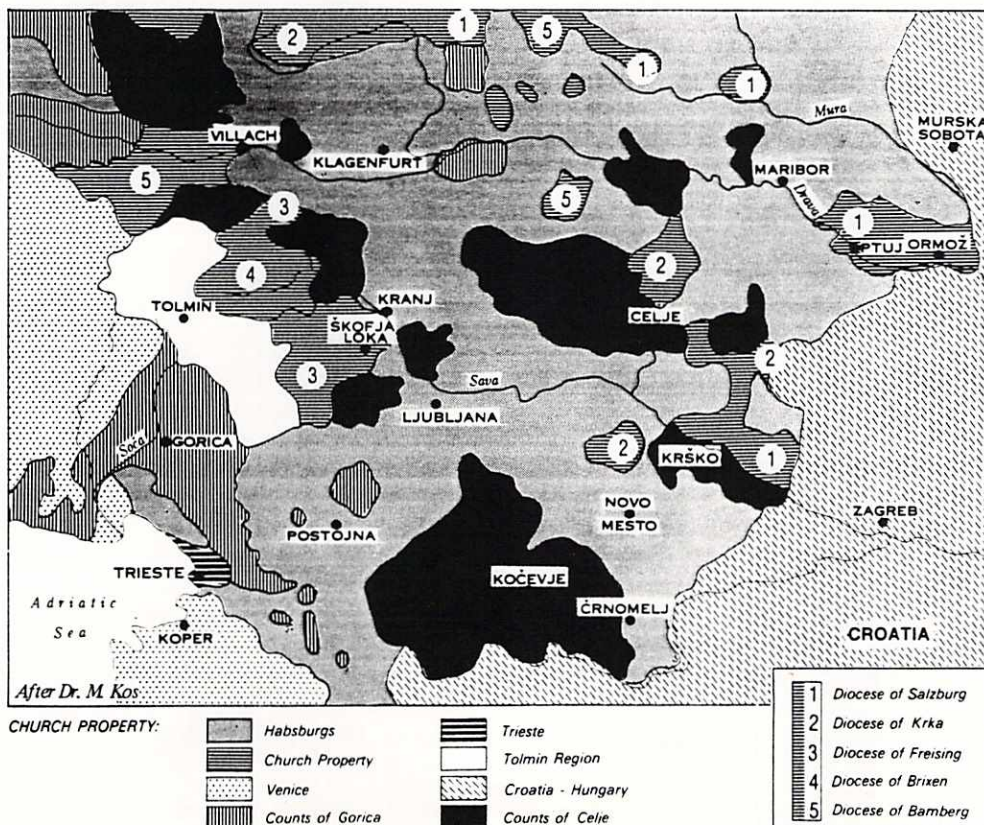 2
1
5
1
1
Mura
MURSKA
SOBOTA
VILLACH
KLAGENFURT
MARIBOR
5
5
3
Drava
1
PTUJ
ORMOŽ
4
2
TOLMIN
KRANJ
ŠKOFJA
LOKA
CELJE
3
2
Sava
LJUBLJANA
Soča
GORICA
2
KRŠKO
1
NOVO
MESTO
ZAGREB
POSTOJNA
TRIESTE
KOČEVJE
Adriatic
Sea
ČRNOMELJ
KOPER
CROATIA
After Dr. M. Kos
CHURCH PROPERTY:
Habsburgs
Church Property
Venice
Counts of Gorica
Trieste
Tolmin Region
Croatia - Hungary
Counts of Celje
1 Diocese of Salzburg
2 Diocese of Krka
3 Diocese of Freising
4 Diocese of Brixen
5 Diocese of Bamberg